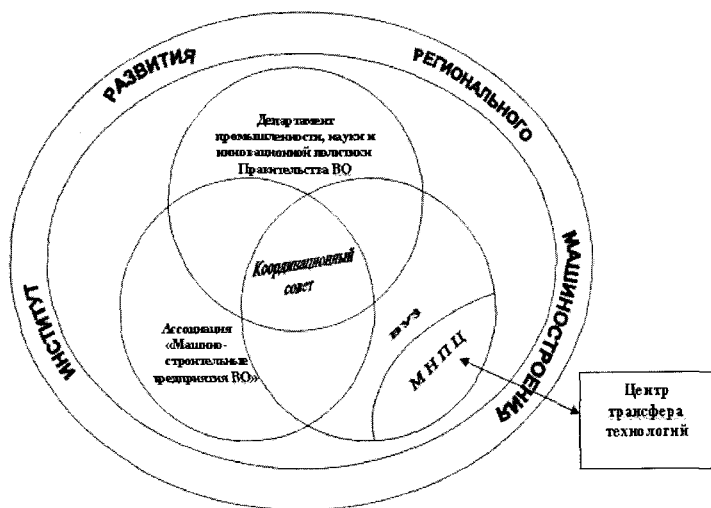 ИНСТИТУТ РАЗВИТИЯ РЕГИОНАЛЬНОГО МАШИНОСТРОЕНИЯ
Департамент
промышленности, науки и
инновационной политики
Правительства ВО
Координационный
совет
Ассоциация
«Машино-
строительные
предприятия ВО»
ВУЗ
МНПЦ
Центр
трансфера
технологий